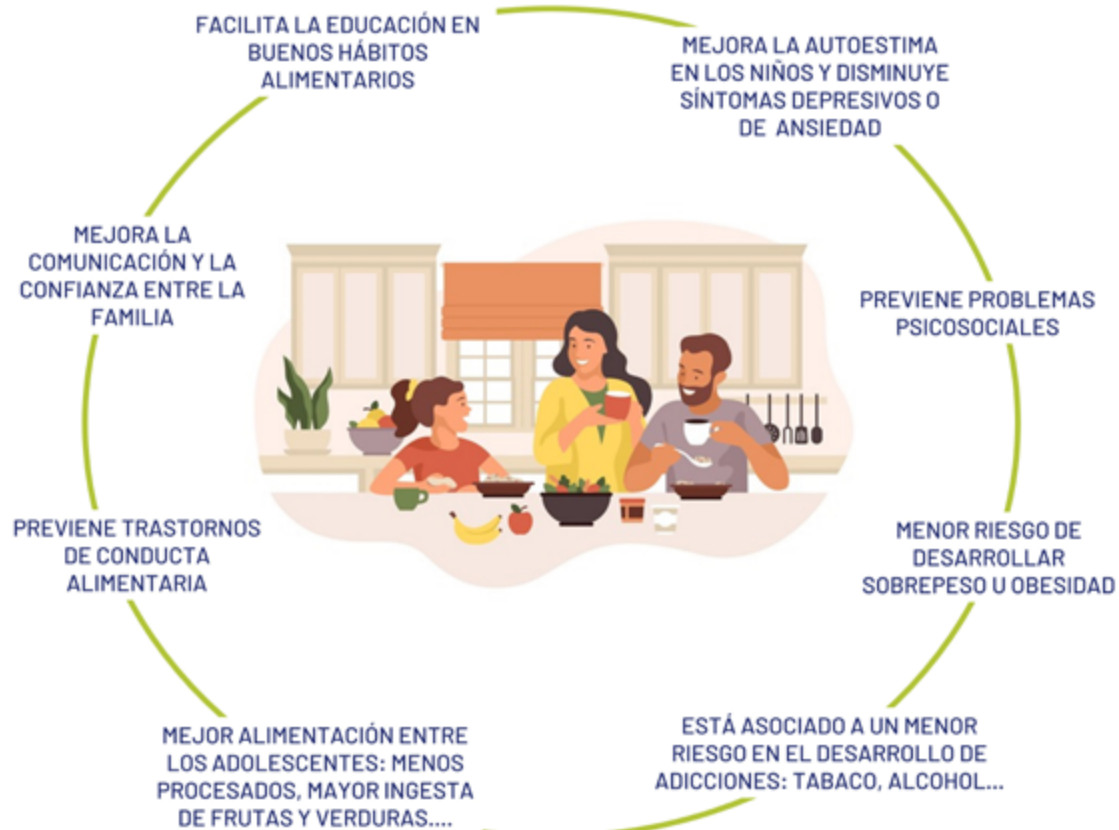 FACILITA LA EDUCACIÓN EN
BUENOS HÁBITOS
ALIMENTARIOS
MEJORA LA AUTOESTIMA
EN LOS NIÑOS Y DISMINUYE
SÍNTOMAS DEPRESIVOS O
DE ANSIEDAD
PREVIENE PROBLEMAS
PSICOSOCIALES
MENOR RIESGO DE
DESARROLLAR
SOBREPESO U OBESIDAD
ESTÁ ASOCIADO A UN MENOR
RIESGO EN EL DESARROLLO DE
ADICCIONES: TABACO, ALCOHOL...
MEJOR ALIMENTACIÓN ENTRE
LOS ADOLESCENTES: MENOS
PROCESADOS, MAYOR INGESTA
DE FRUTAS Y VERDURAS....
PREVIENE TRASTORNOS
DE CONDUCTA
ALIMENTARIA
MEJORA LA
COMUNICACIÓN Y LA
CONFIANZA ENTRE LA
FAMILIA